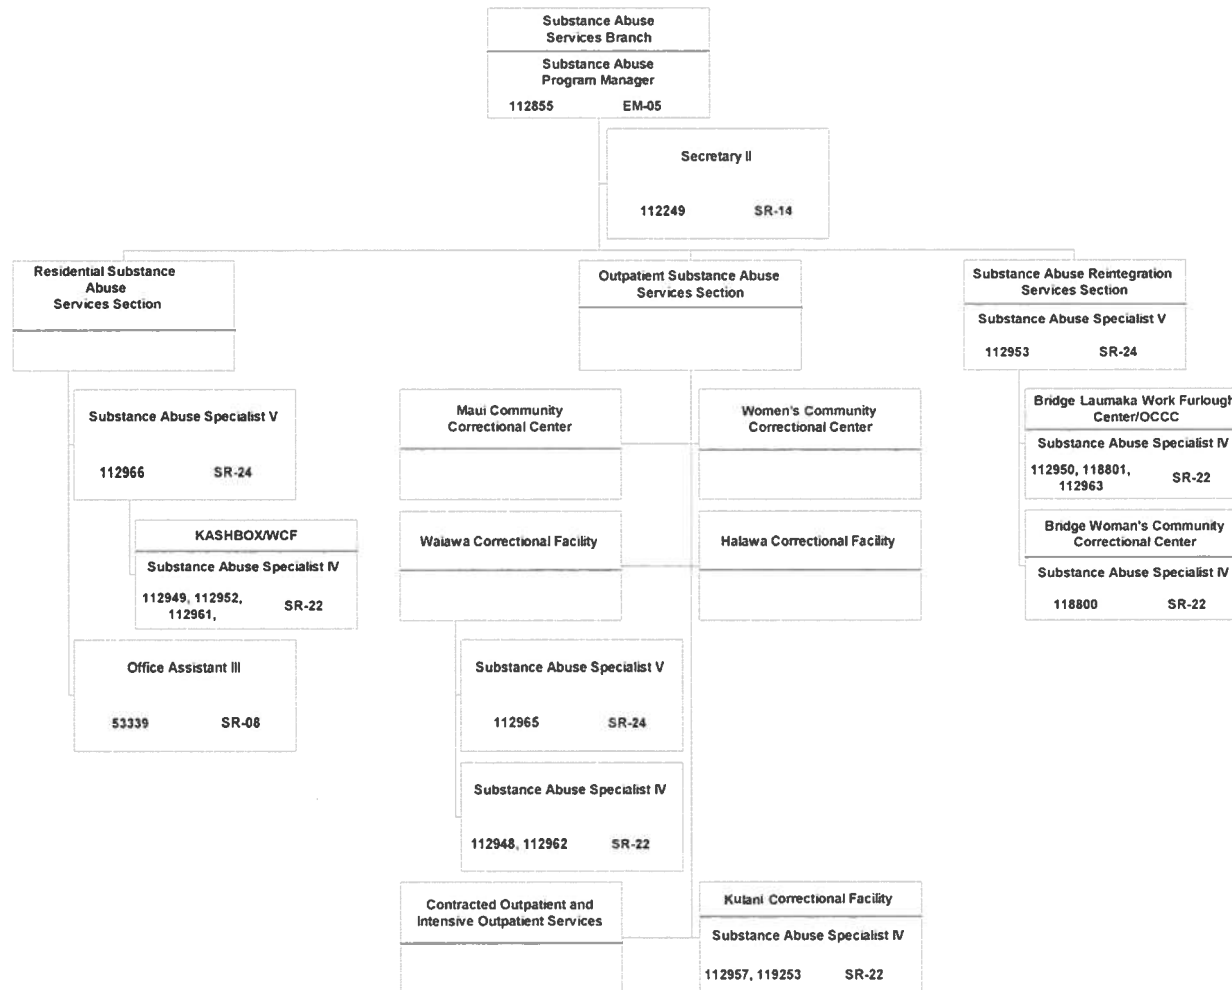 Substance Abuse
Services Branch
Substance Abuse
Program Manager
112855 EM-05
Secretary II
112249 SR-14
Residential Substance
Abuse
Services Section
Outpatient Substance Abuse
Services Section
Substance Abuse Reintegration
Services Section
Substance Abuse Specialist V
112953 SR-24
Substance Abuse Specialist V
112966 SR-24
KASHBOX/WCF
Substance Abuse Specialist IV
112949, 112952,
112961,
SR-22
Office Assistant III
53339 SR-08
Maui Community
Correctional Center
Women's Community
Correctional Center
Waiawa Correctional Facility
Halawa Correctional Facility
Substance Abuse Specialist V
112965 SR-24
Substance Abuse Specialist IV
112948, 112962 SR-22
Contracted Outpatient and
Intensive Outpatient Services
Kulani Correctional Facility
Substance Abuse Specialist IV
112957, 119253 SR-22
Bridge Laumaka Work Furlough
Center/OCCC
Substance Abuse Specialist IV
112950, 118801,
112963
SR-22
Bridge Woman's Community
Correctional Center
Substance Abuse Specialist IV
118800 SR-22